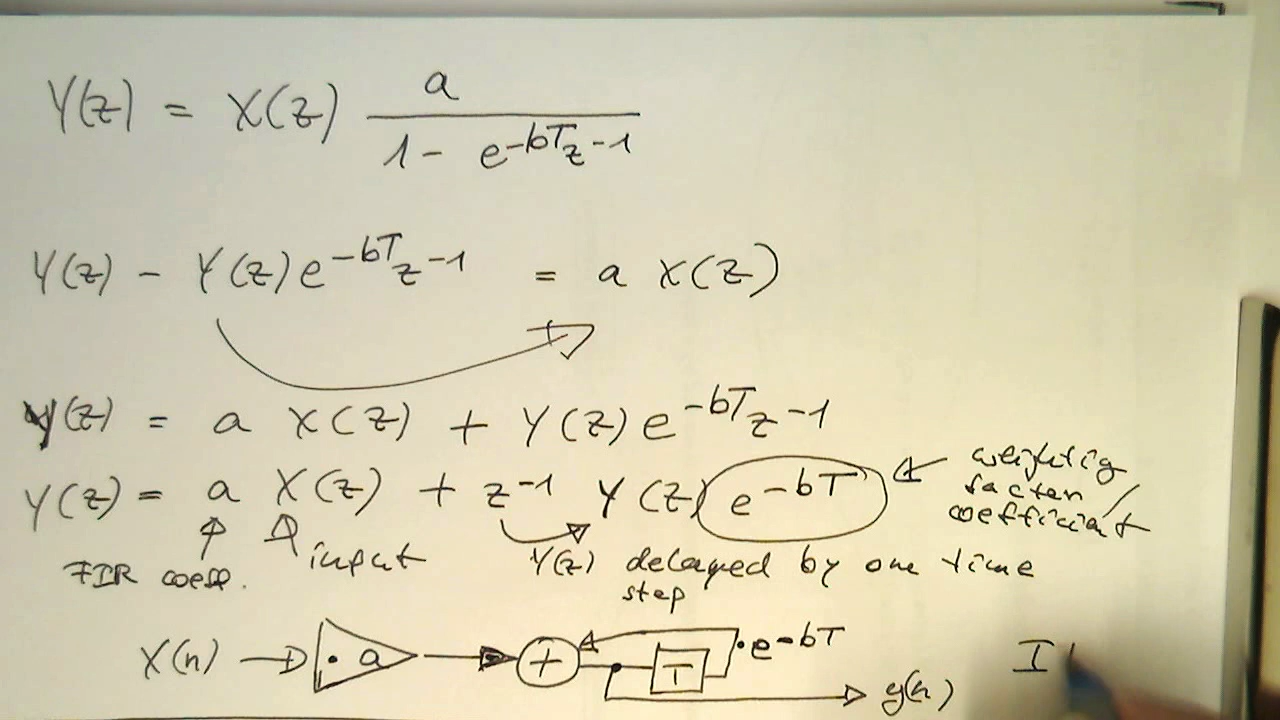 Y(z) = X(z) a / 1 - e^-bT z^-1
Y(z) - Y(z) e^-bT z^-1 = a X(z)
Y(z) = a X(z) + Y(z) e^-bT z^-1
Y(z) = a X(z) + z^-1 Y(z) e^-bT
weightig
factor /
coefficient
FIR coeff.
input
Y(z) delayed by one time
step
X(n) · a + T · e^-bT y(n)